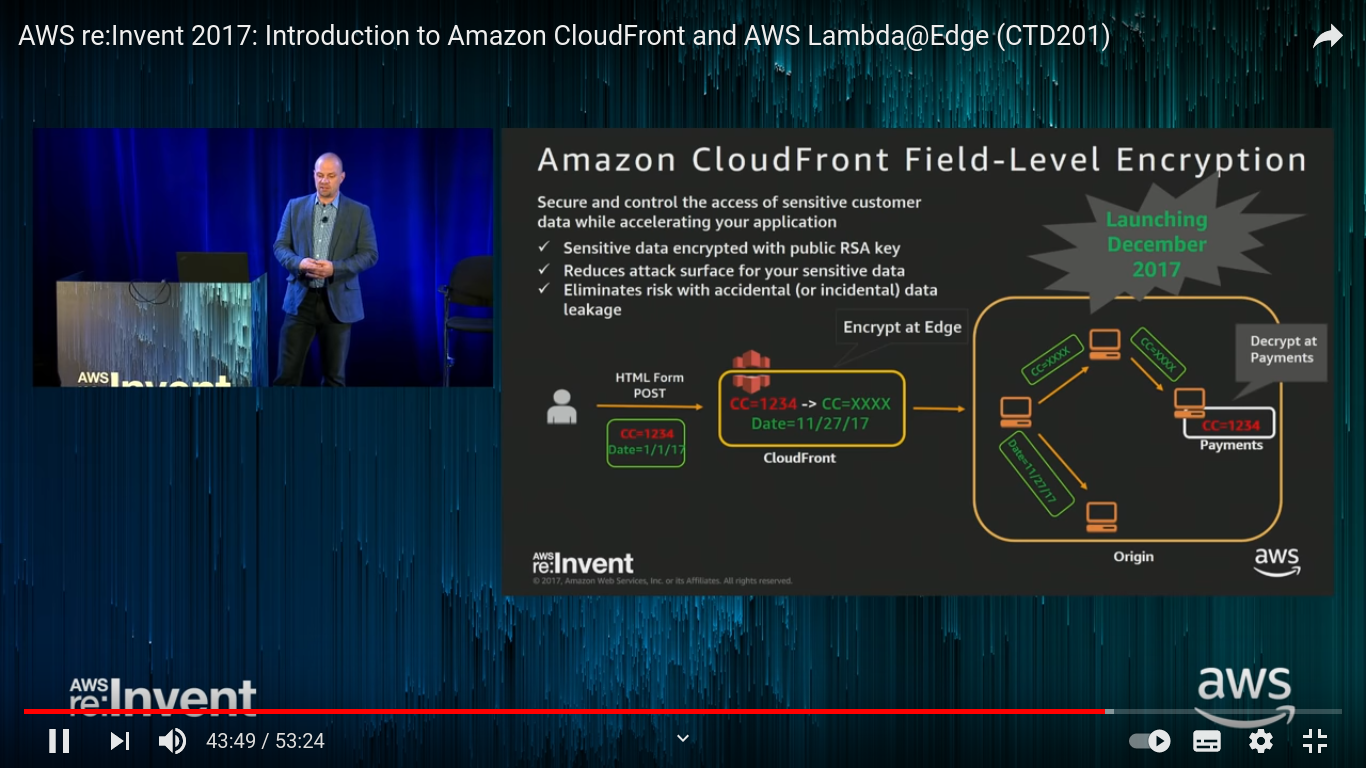 AWS re:Invent 2017: Introduction to Amazon CloudFront and AWS Lambda@Edge (CTD201)
AWS
re:Invent
Amazon CloudFront Field-Level Encryption
Secure and control the access of sensitive customer
data while accelerating your application
✓ Sensitive data encrypted with public RSA key
✓ Reduces attack surface for your sensitive data
✓ Eliminates risk with accidental (or incidental) data
leakage
Launching
December
2017
Encrypt at Edge
Decrypt at
Payments
HTML Form
POST
CC=1234
Date=1/1/17
CC=1234 -> CC=XXXX
Date=11/27/17
CloudFront
CC=XXXX
CC=XXXX
Date=11/27/17
CC=1234
Payments
Origin
AWS
re:Invent
© 2017, Amazon Web Services, Inc. or its Affiliates. All rights reserved.
aws
AWS
re:Invent
aws
43:49 / 53:24